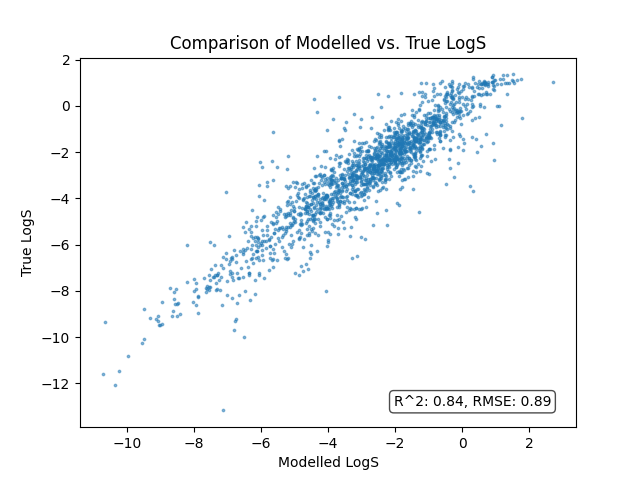 Comparison of Modelled vs. True LogS
2
0
−2
−4
−6
−8
−10
−12
True LogS
R^2: 0.84, RMSE: 0.89
−10 −8 −6 −4 −2 0 2
Modelled LogS